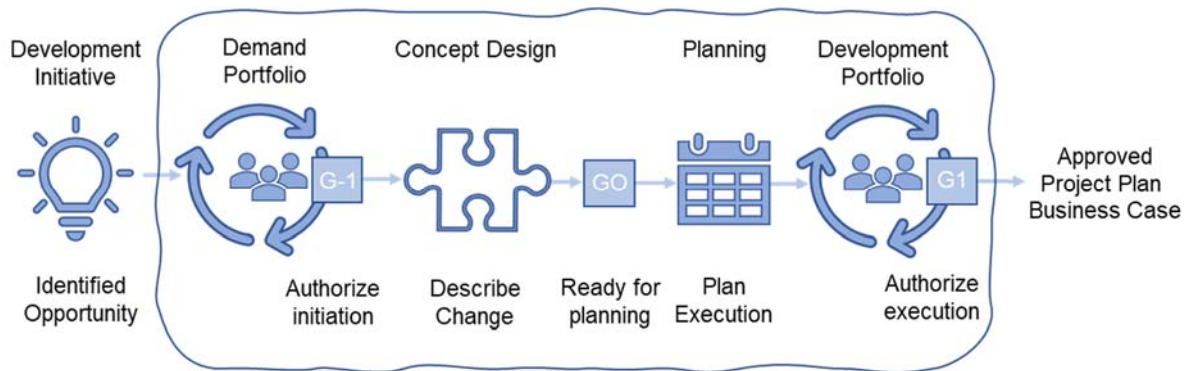 Development
Initiative
Demand
Portfolio
Concept Design
Planning
Development
Portfolio
G-1
GO
G1
Approved
Project Plan
Business Case
Identified
Opportunity
Authorize
initiation
Describe
Change
Ready for
planning
Plan
Execution
Authorize
execution